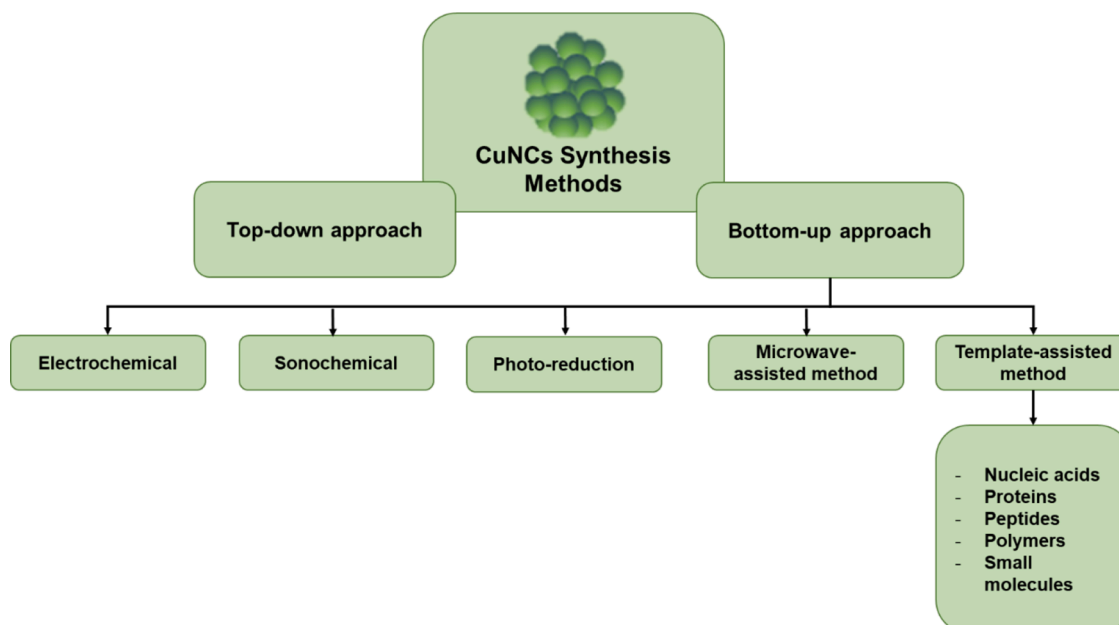 CuNCs Synthesis
Methods
Top-down approach
Bottom-up approach
Electrochemical
Sonochemical
Photo-reduction
Microwave-
assisted method
Template-assisted
method
- Nucleic acids
- Proteins
- Peptides
- Polymers
- Small
molecules